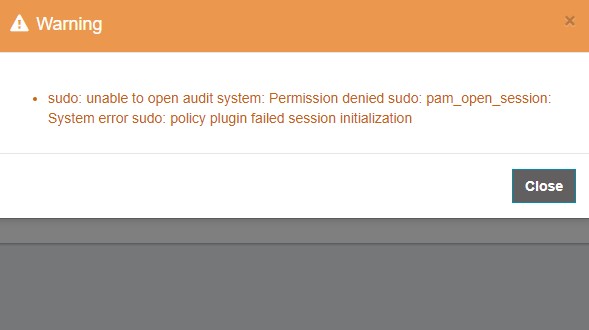 Warning
×
• sudo: unable to open audit system: Permission denied sudo: pam_open_session:
System error sudo: policy plugin failed session initialization
Close